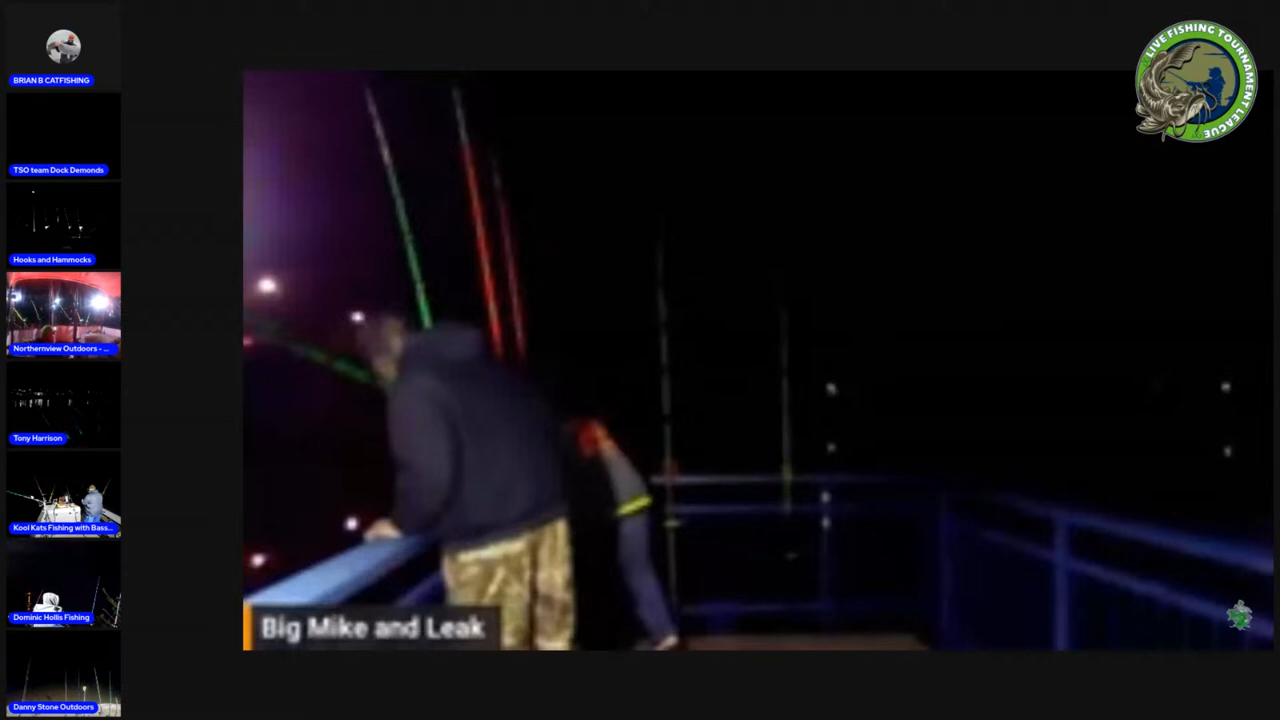 BRIAN B CATFISHING
TSO team Dock Demonds
Hooks and Hammocks
Northernview Outdoors - ...
Tony Harrison
Kool Kats Fishing with Bass...
Dominic Hollis Fishing
Danny Stone Outdoors
Big Mike and Leak
LIVE FISHING TOURNAMENT LEAGUE